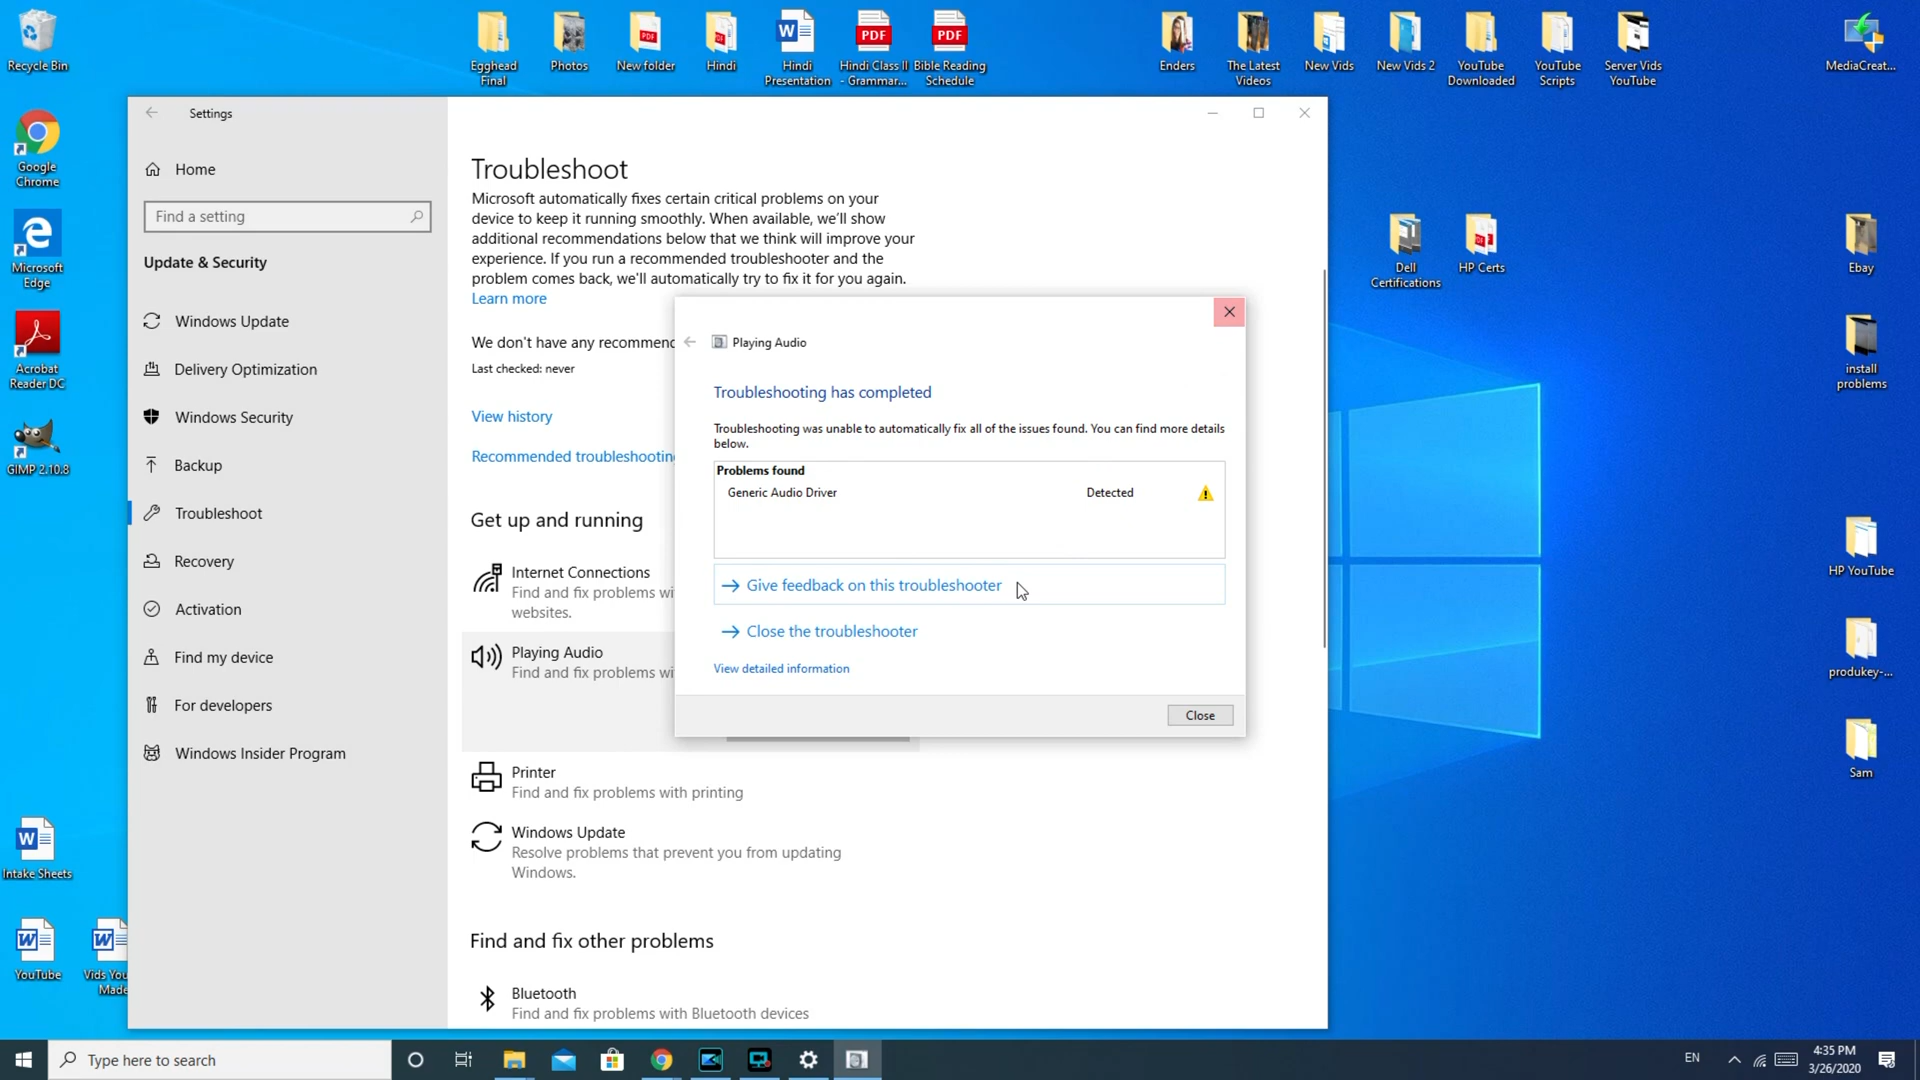 Recycle Bin
Egghead
Final
Photos
New folder
Hindi
Hindi
Presentation
Hindi Class II
- Grammar...
Bible Reading
Schedule
Enders
The Latest
Videos
New Vids
New Vids 2
YouTube
Downloaded
YouTube
Scripts
Server Vids
YouTube
MediaCreat...
PDF
PDF
PDF
Google
Chrome
Microsoft
Edge
Acrobat
Reader DC
GIMP 2.10.8
Intake Sheets
YouTube
Vids You
Made
Dell
Certifications
HP Certs
Ebay
install
problems
HP YouTube
produkey-...
Sam
Settings
Home
Find a setting
Update & Security
Windows Update
Delivery Optimization
Windows Security
Backup
Troubleshoot
Recovery
Activation
Find my device
For developers
Windows Insider Program
Troubleshoot
Microsoft automatically fixes certain critical problems on your
device to keep it running smoothly. When available, we'll show
additional recommendations below that we think will improve your
experience. If you run a recommended troubleshooter and the
problem comes back, we'll automatically try to fix it for you again.
Learn more
We don't have any recommend
Last checked: never
View history
Recommended troubleshooting
Get up and running
Internet Connections
Find and fix problems wi
websites.
Playing Audio
Find and fix problems wi
Printer
Find and fix problems with printing
Windows Update
Resolve problems that prevent you from updating
Windows.
Find and fix other problems
Bluetooth
Find and fix problems with Bluetooth devices
Playing Audio
Troubleshooting has completed
Troubleshooting was unable to automatically fix all of the issues found. You can find more details
below.
Problems found
Generic Audio Driver Detected
Give feedback on this troubleshooter
Close the troubleshooter
View detailed information
Close
Type here to search
EN
4:35 PM
3/26/2020